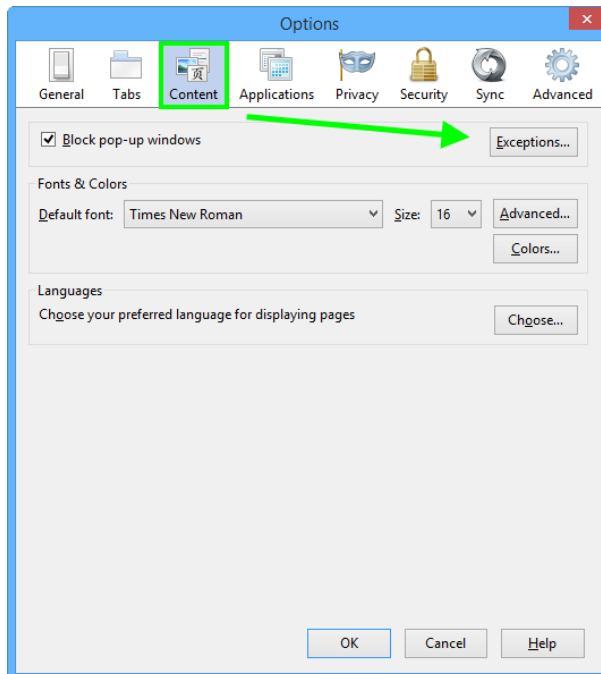 Options
General Tabs Content Applications Privacy Security Sync Advanced
Block pop-up windows Exceptions...
Fonts & Colors
Default font: Times New Roman Size: 16 Advanced...
Colors...
Languages
Choose your preferred language for displaying pages Choose...
OK Cancel Help